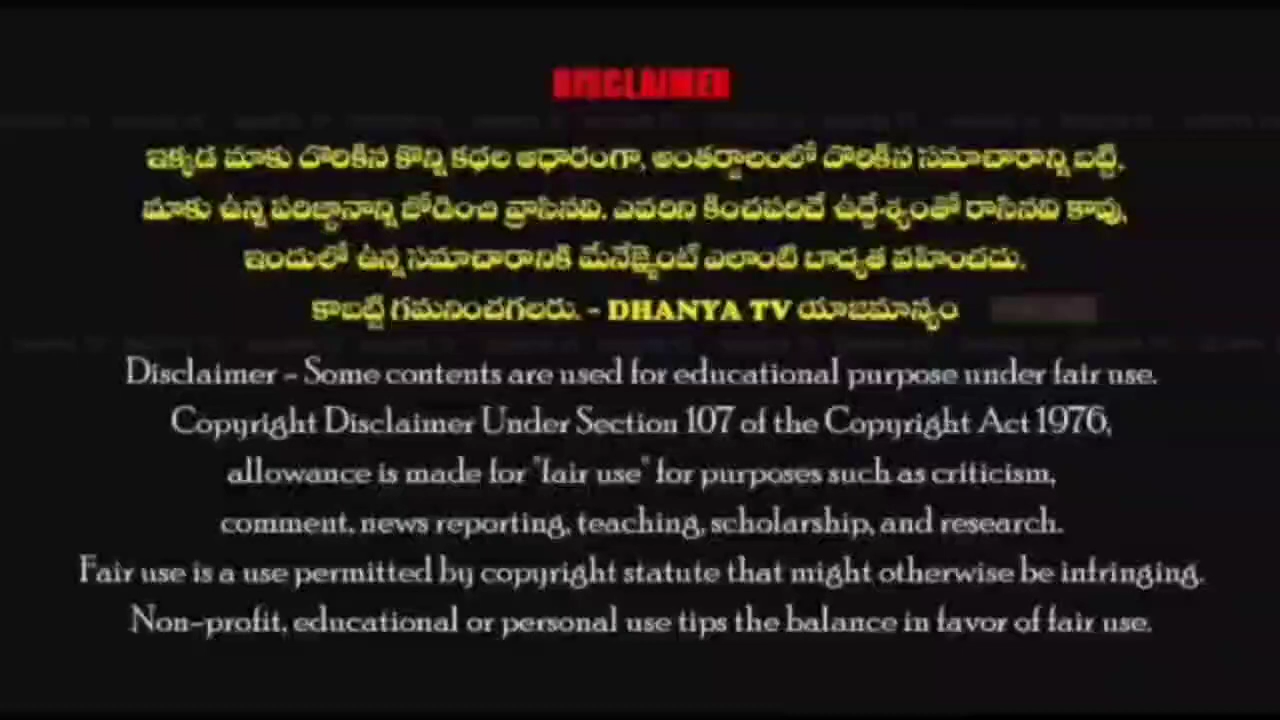 DISCLAIMER
ఇక్కడ మాకు దొరికిన కొన్ని కథల ఆధారంగా, అంతర్జాలంలో దొరికిన సమాచారాన్ని బట్టి,
మాకు ఉన్న పరిజ్ఞానాన్ని జోడించి వ్రాసినవి. ఎవరిని కించపరిచే ఉద్దేశ్యంతో రాసినవి కావు,
ఇందులో ఉన్న సమాచారానికి మేనేజ్మెంట్ ఎలాంటి బాధ్యత వహించదు.
కాబట్టి గమనించగలరు. - DHANYA TV యాజమాన్యం
Disclaimer - Some contents are used for educational purpose under fair use.
Copyright Disclaimer Under Section 107 of the Copyright Act 1976,
allowance is made for "fair use" for purposes such as criticism,
comment, news reporting, teaching, scholarship, and research.
Fair use is a use permitted by copyright statute that might otherwise be infringing.
Non-profit, educational or personal use tips the balance in favor of fair use.